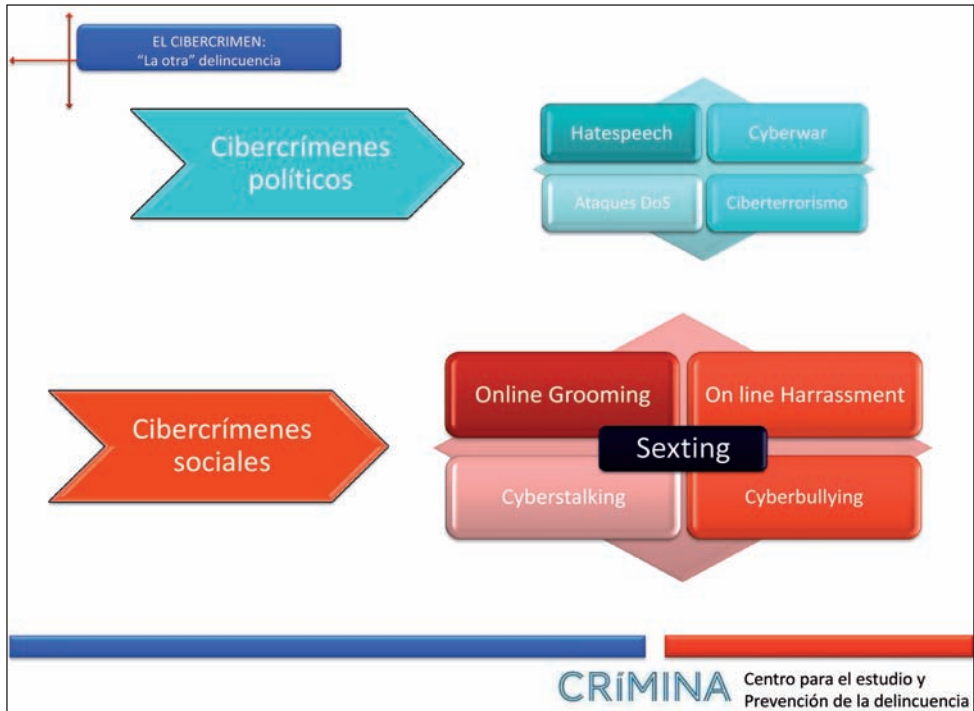 EL CIBERCRIMEN:
“La otra” delincuencia
Cibercrímenes
políticos
Hatespeech
Cyberwar
Ataques DoS
Ciberterrorismo
Cibercrímenes
sociales
Online Grooming
On line Harrassment
Sexting
Cyberstalking
Cyberbullying
CRíMINA
Centro para el estudio y
Prevención de la delincuencia